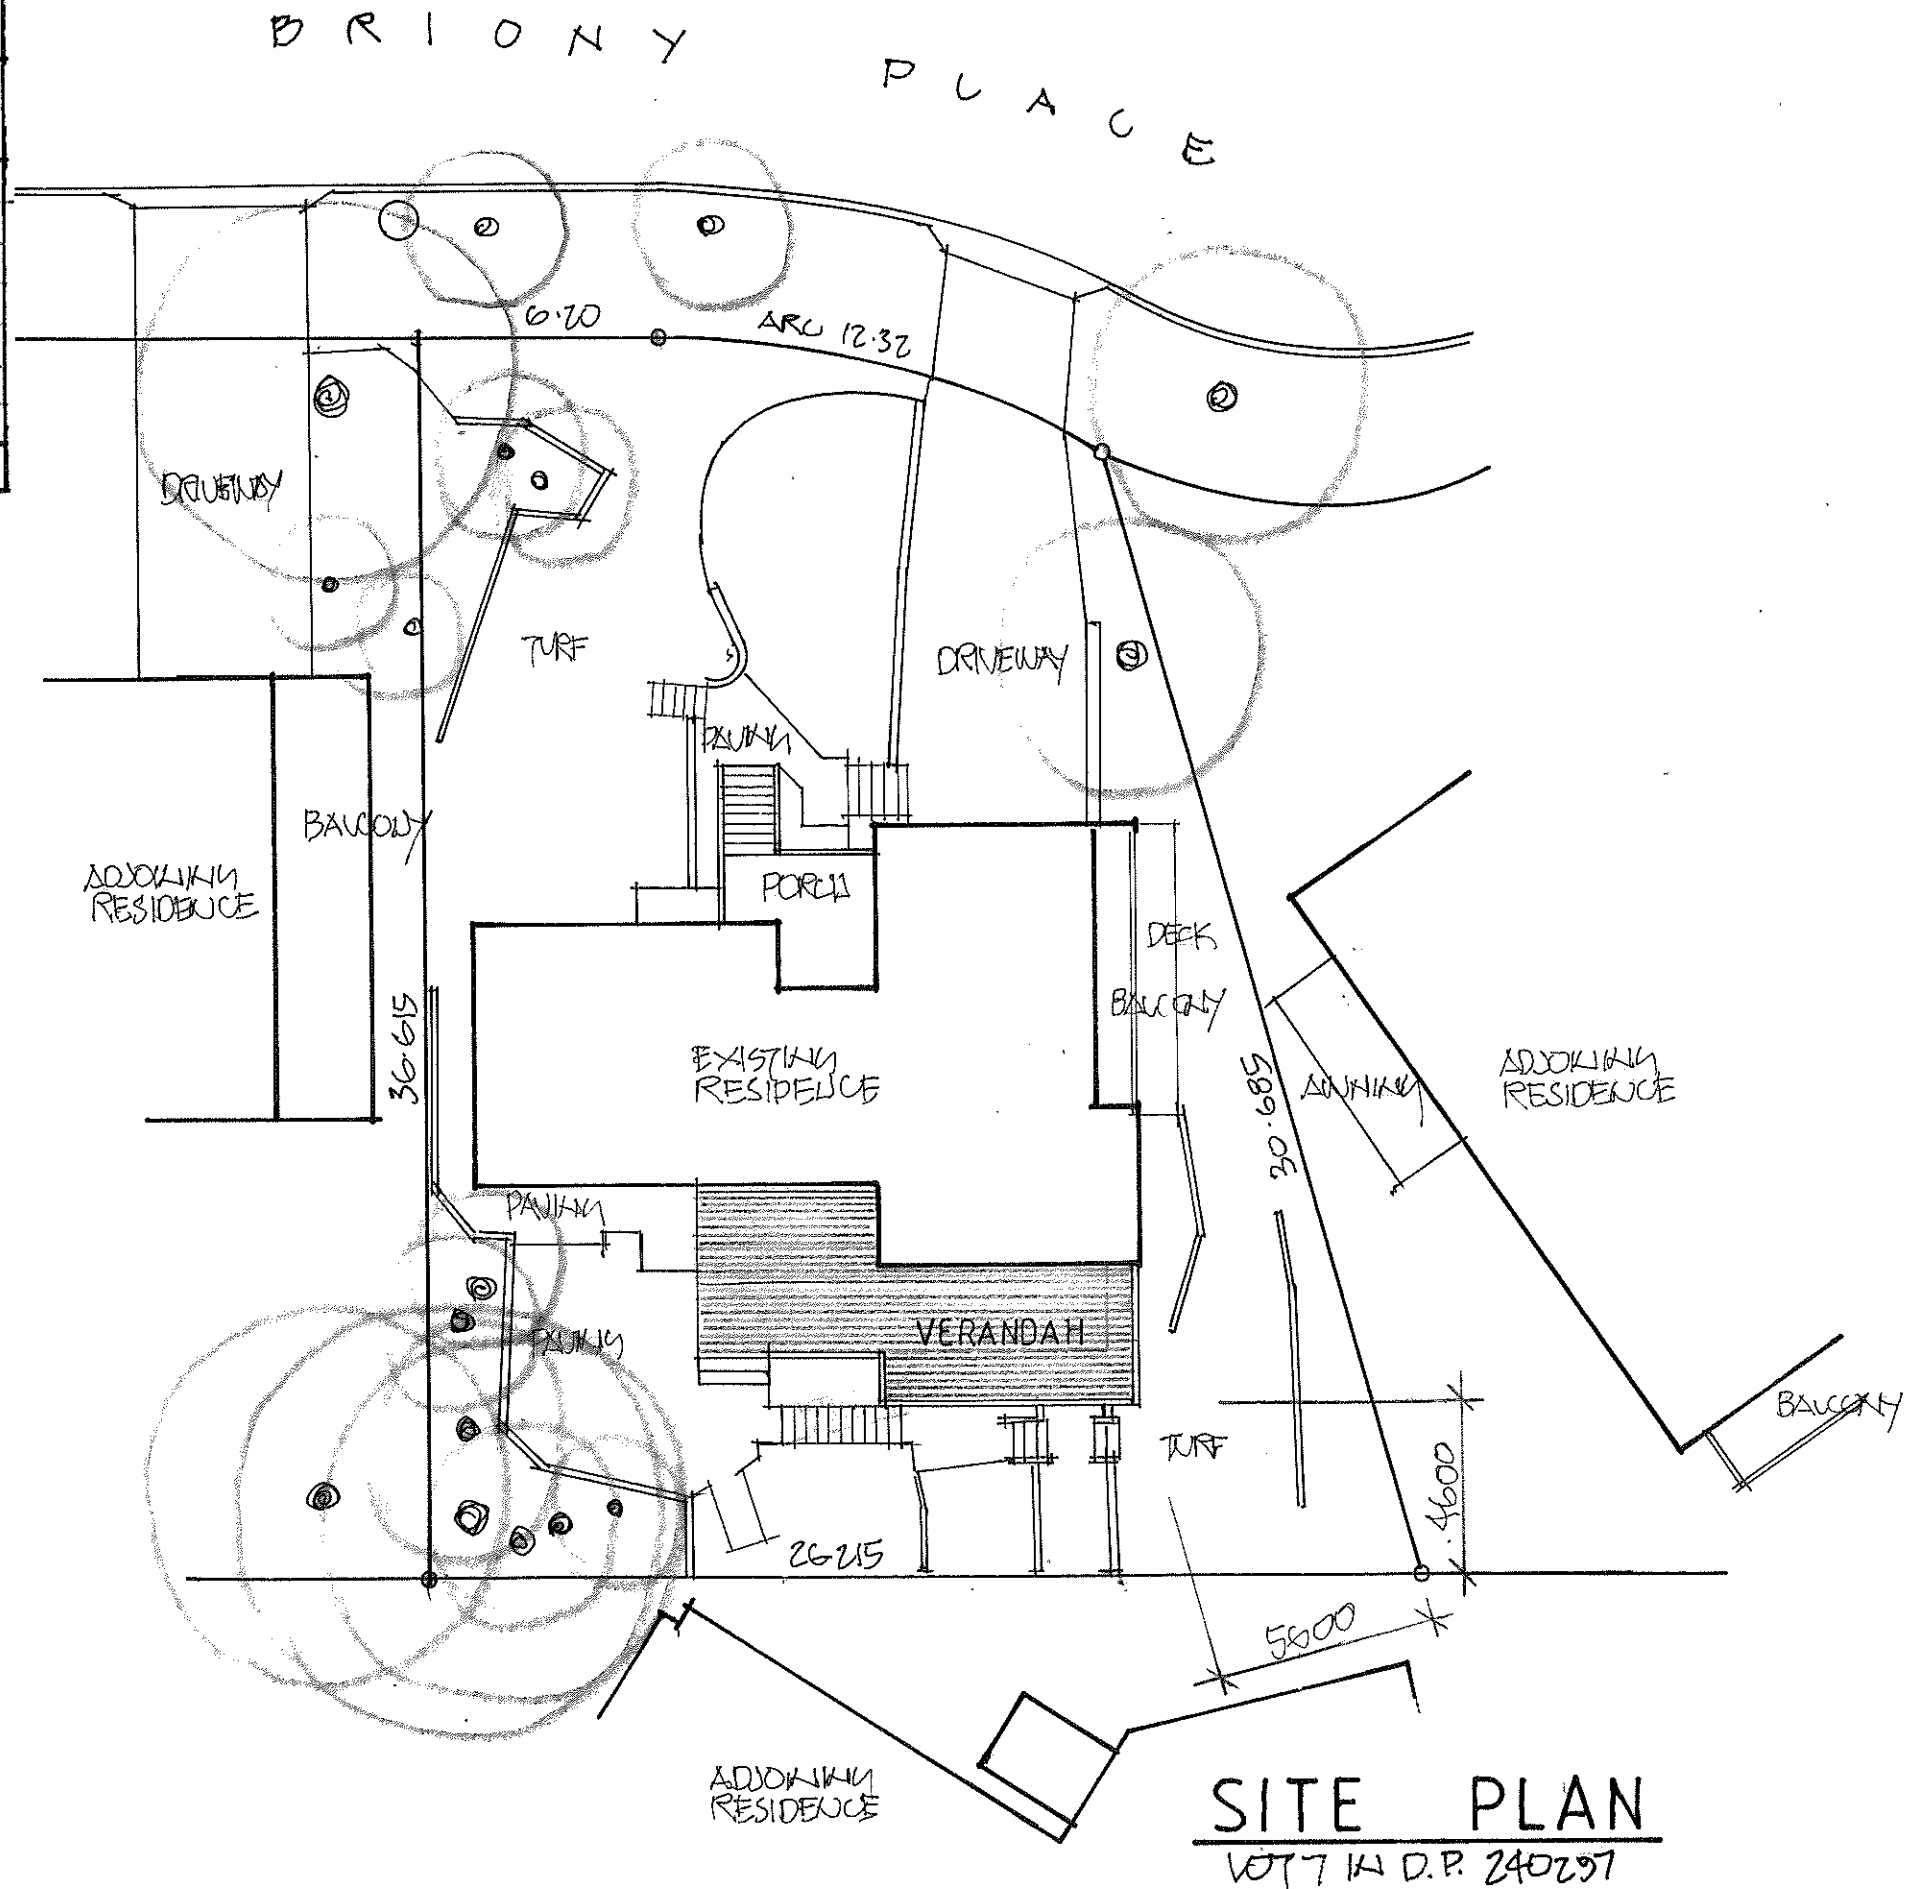 BRIONY PLACE
6.20
ARC 12.32
DRIVEWAY
TURF
DRIVEWAY
PAVING
BALCONY
ADJOINING
RESIDENCE
PORCH
DECK
BALCONY
36.615
EXISTING
RESIDENCE
30.685
AWNING
ADJOINING
RESIDENCE
PAVING
PAVING
VERANDAH
BALCONY
TURF
4600
26.215
5600
ADJOINING
RESIDENCE
SITE PLAN
LOT 7 IN D.P. 240297